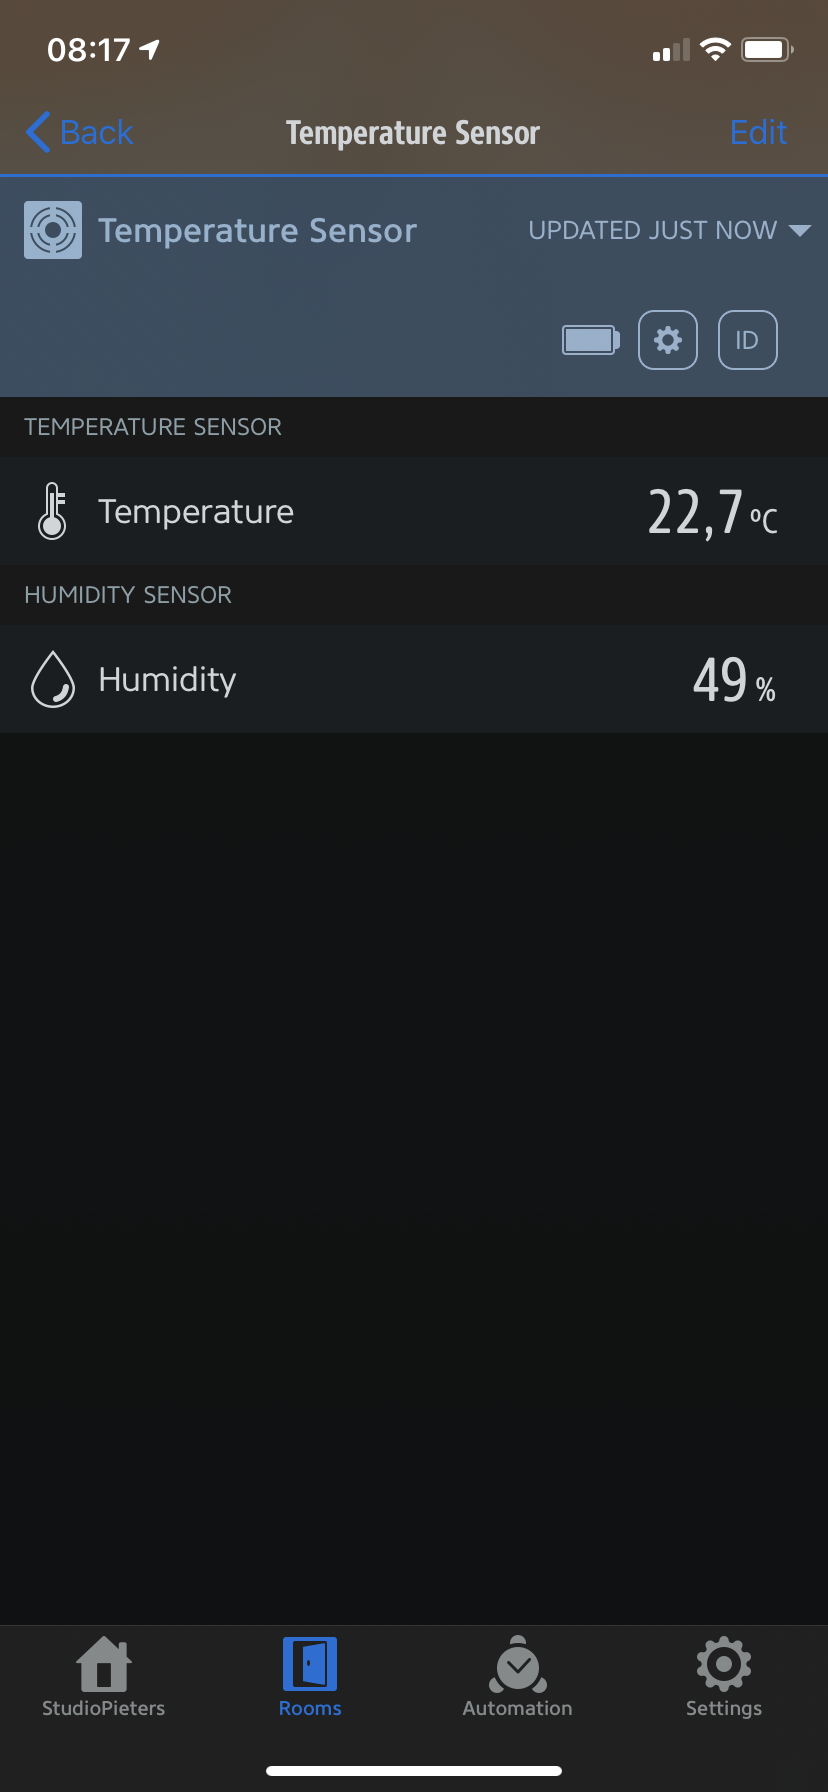 08:17
Back Temperature Sensor Edit
Temperature Sensor UPDATED JUST NOW
ID
TEMPERATURE SENSOR
Temperature 22,7 °C
HUMIDITY SENSOR
Humidity 49 %
StudioPieters Rooms Automation Settings